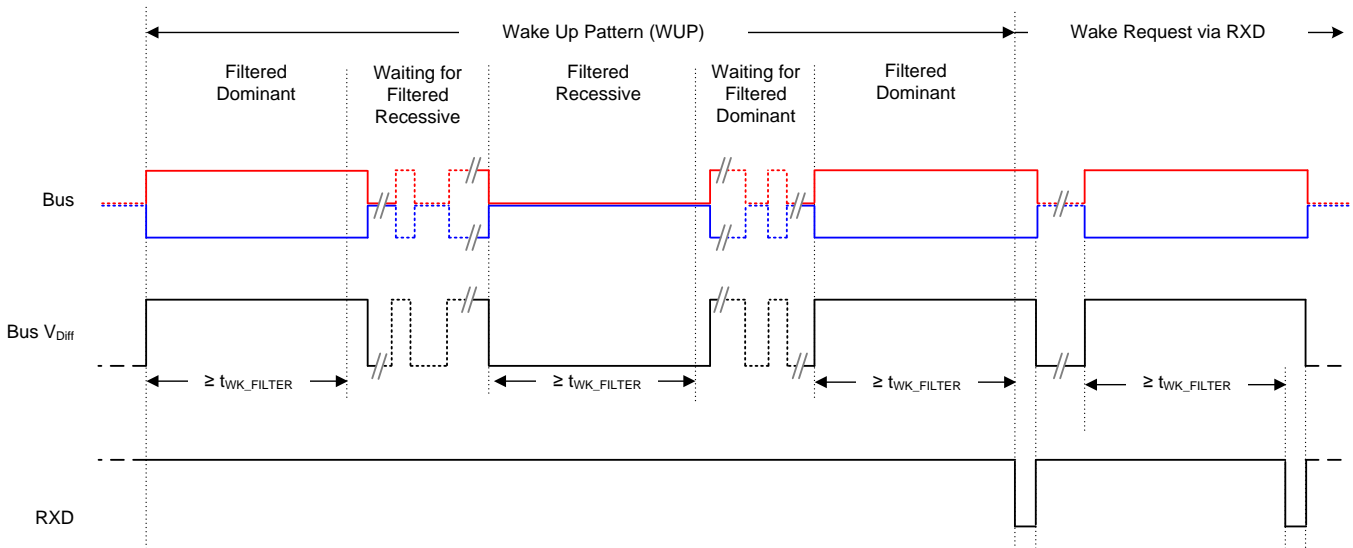 Wake Up Pattern (WUP)
Wake Request via RXD
Filtered
Dominant
Waiting for
Filtered
Recessive
Filtered
Recessive
Waiting for
Filtered
Dominant
Filtered
Dominant
Bus
Bus VDiff
≥ tWK_FILTER
≥ tWK_FILTER
≥ tWK_FILTER
≥ tWK_FILTER
RXD